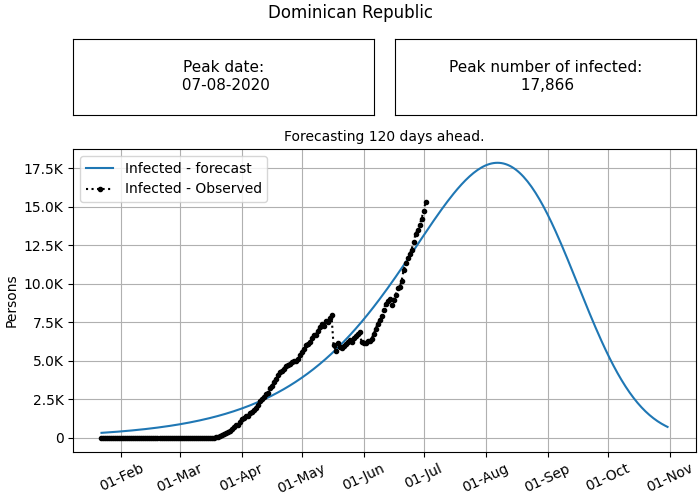 Dominican Republic
Peak date:
07-08-2020
Peak number of infected:
17,866
Forecasting 120 days ahead.
Infected - forecast
Infected - Observed
17.5K
15.0K
12.5K
10.0K
7.5K
5.0K
2.5K
0
Persons
01-Feb
01-Mar
01-Apr
01-May
01-Jun
01-Jul
01-Aug
01-Sep
01-Oct
01-Nov